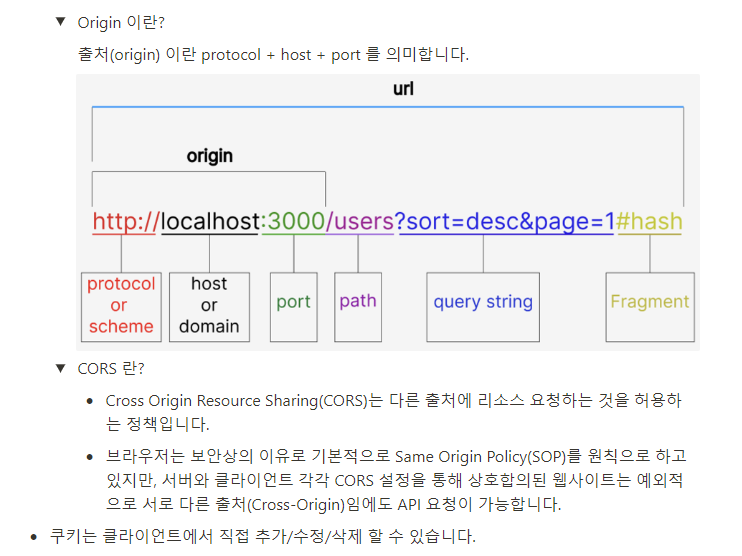 ▼ Origin 이란?
출처(origin) 이란 protocol + host + port 를 의미합니다.
url
origin
http://localhost:3000/users?sort=desc&page=1#hash
protocol
or
scheme
host
or
domain
port
path
query string
Fragment
▼ CORS 란?
• Cross Origin Resource Sharing(CORS)는 다른 출처에 리소스 요청하는 것을 허용하
는 정책입니다.
• 브라우저는 보안상의 이유로 기본적으로 Same Origin Policy(SOP)를 원칙으로 하고
있지만, 서버와 클라이언트 각각 CORS 설정을 통해 상호합의된 웹사이트는 예외적
으로 서로 다른 출처(Cross-Origin)임에도 API 요청이 가능합니다.
• 쿠키는 클라이언트에서 직접 추가/수정/삭제 할 수 있습니다.